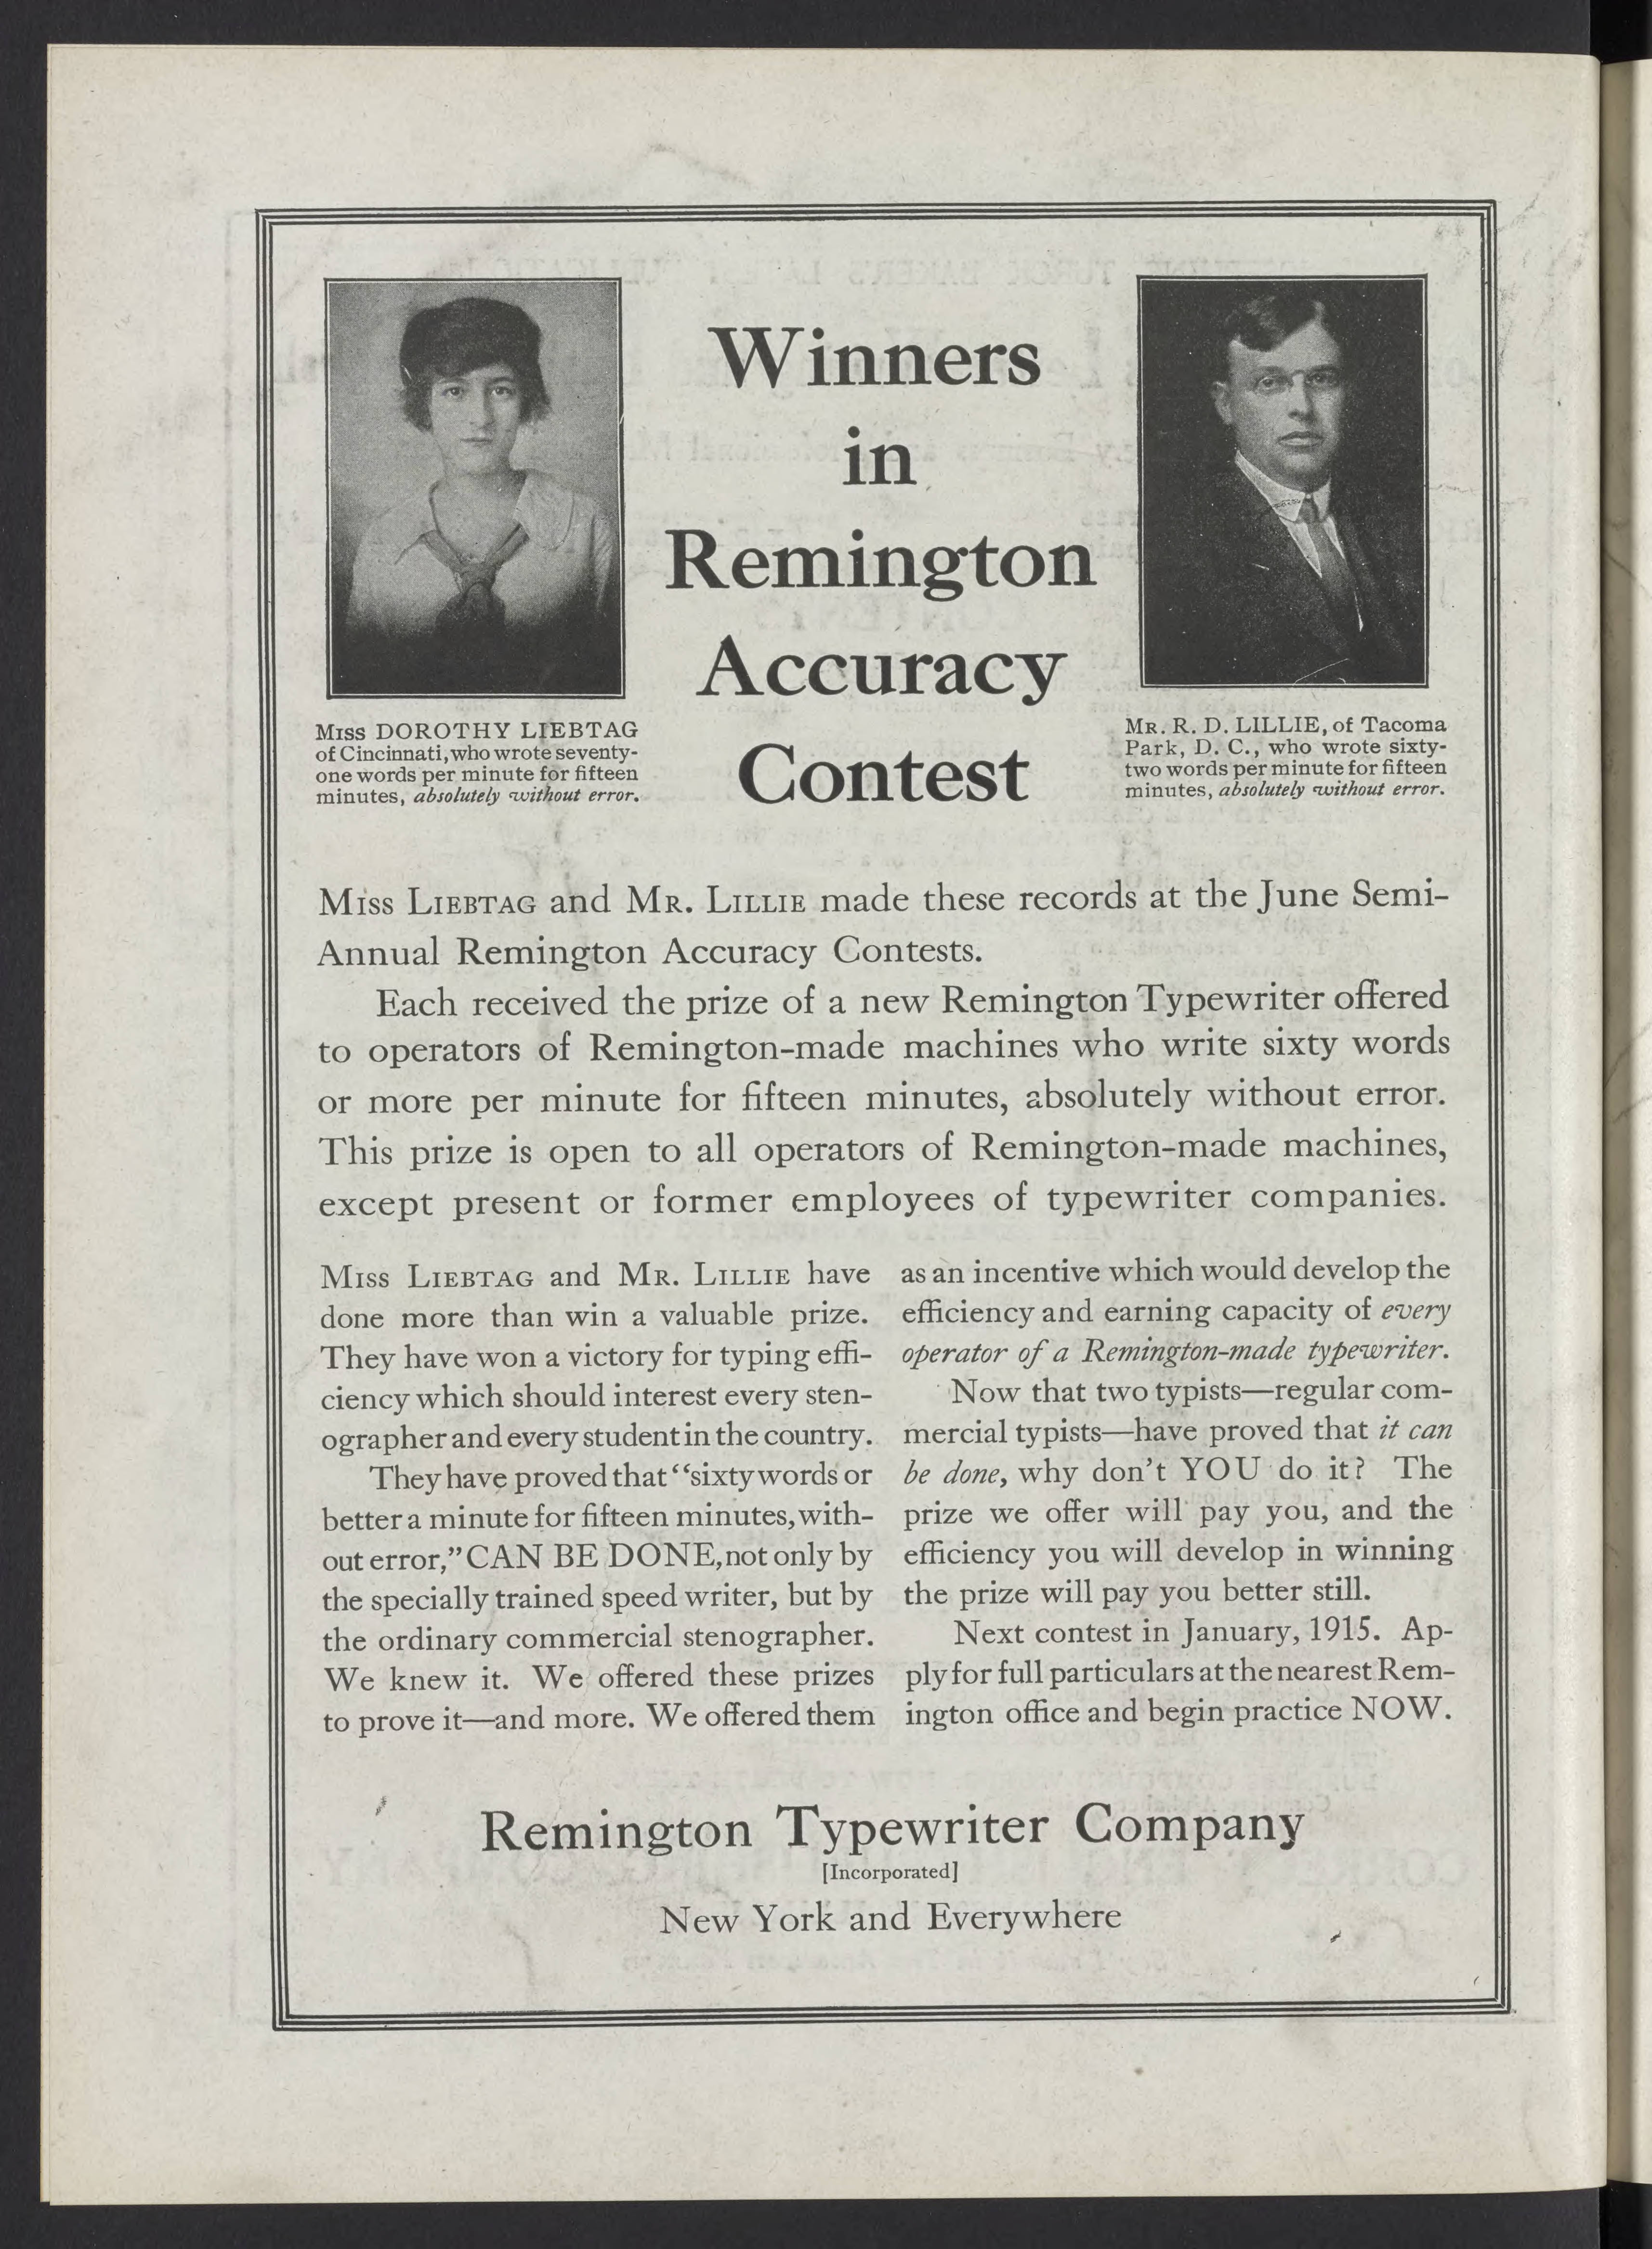 Winners
in
Remington
Accuracy
Contest
Miss DOROTHY LIEBTAG
of Cincinnati, who wrote seventy-
one words per minute for fifteen
minutes, absolutely without error.
MR. R. D. LILLIE, of Tacoma
Park, D. C., who wrote sixty-
two words per minute for fifteen
minutes, absolutely without error.
MISS LIEBTAG and MR. LILLIE made these records at the June Semi-
Annual Remington Accuracy Contests.
Each received the prize of a new Remington Typewriter offered
to operators of Remington-made machines who write sixty words
or more per minute for fifteen minutes, absolutely without error.
This prize is open to all operators of Remington-made machines,
except present or former employees of typewriter companies.
MISS LIEBTAG and MR. LILLIE have
done more than win a valuable prize.
They have won a victory for typing effi-
ciency which should interest every sten-
ographer and every student in the country.
They have proved that "sixty words or
better a minute for fifteen minutes, with-
out error," CAN BE DONE, not only by
the specially trained speed writer, but by
the ordinary commercial stenographer.
We knew it. We offered these prizes
to prove it—and more. We offered them
as an incentive which would develop the
efficiency and earning capacity of every
operator of a Remington-made typewriter.
Now that two typists—regular com-
mercial typists—have proved that it can
be done, why don't YOU do it? The
prize we offer will pay you, and the
efficiency you will develop in winning
the prize will pay you better still.
Next contest in January, 1915. Ap-
ply for full particulars at the nearest Rem-
ington office and begin practice NOW.
Remington Typewriter Company
[Incorporated]
New York and Everywhere